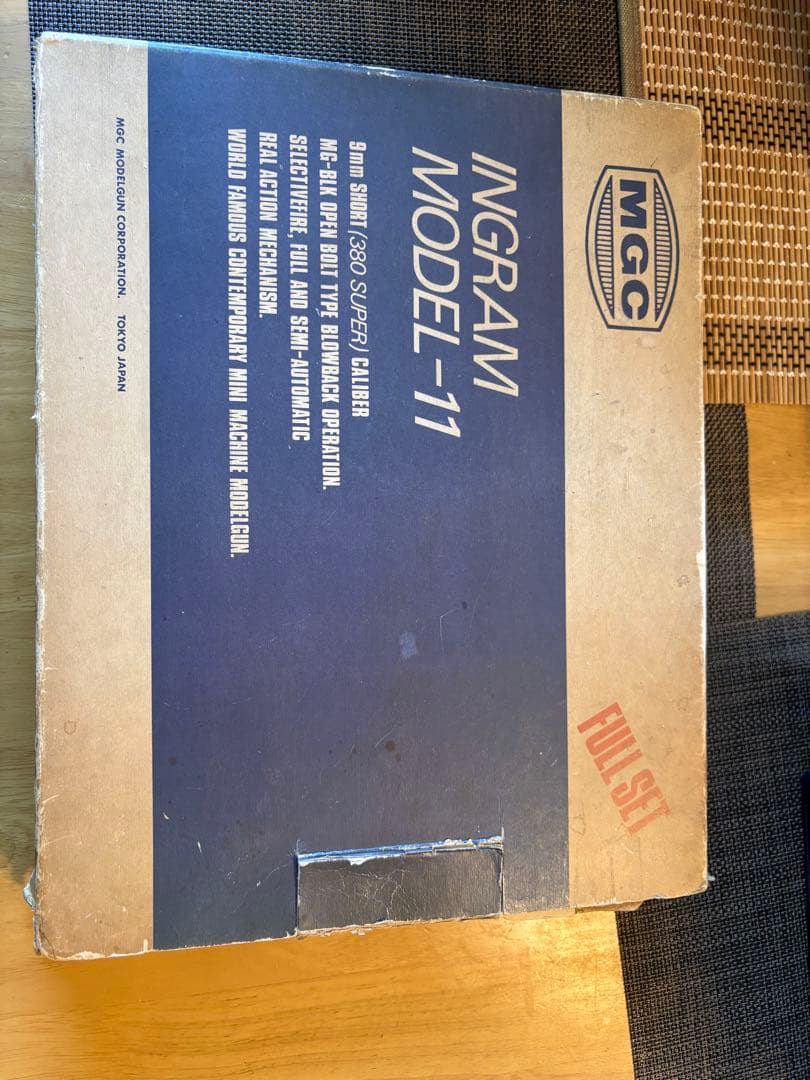 MGC
FULL SET
INGRAM
MODEL-11
9mm SHORT (380 SUPER) CALIBER
MG-BLK OPEN BOLT TYPE BLOWBACK OPERATION.
SELECTIVEFIRE, FULL AND SEMI-AUTOMATIC
REAL ACTION MECHANISM.
WORLD FAMOUS CONTEMPORARY MINI MACHINE MODELGUN.
MGC MODELGUN CORPORATION. TOKYO JAPAN